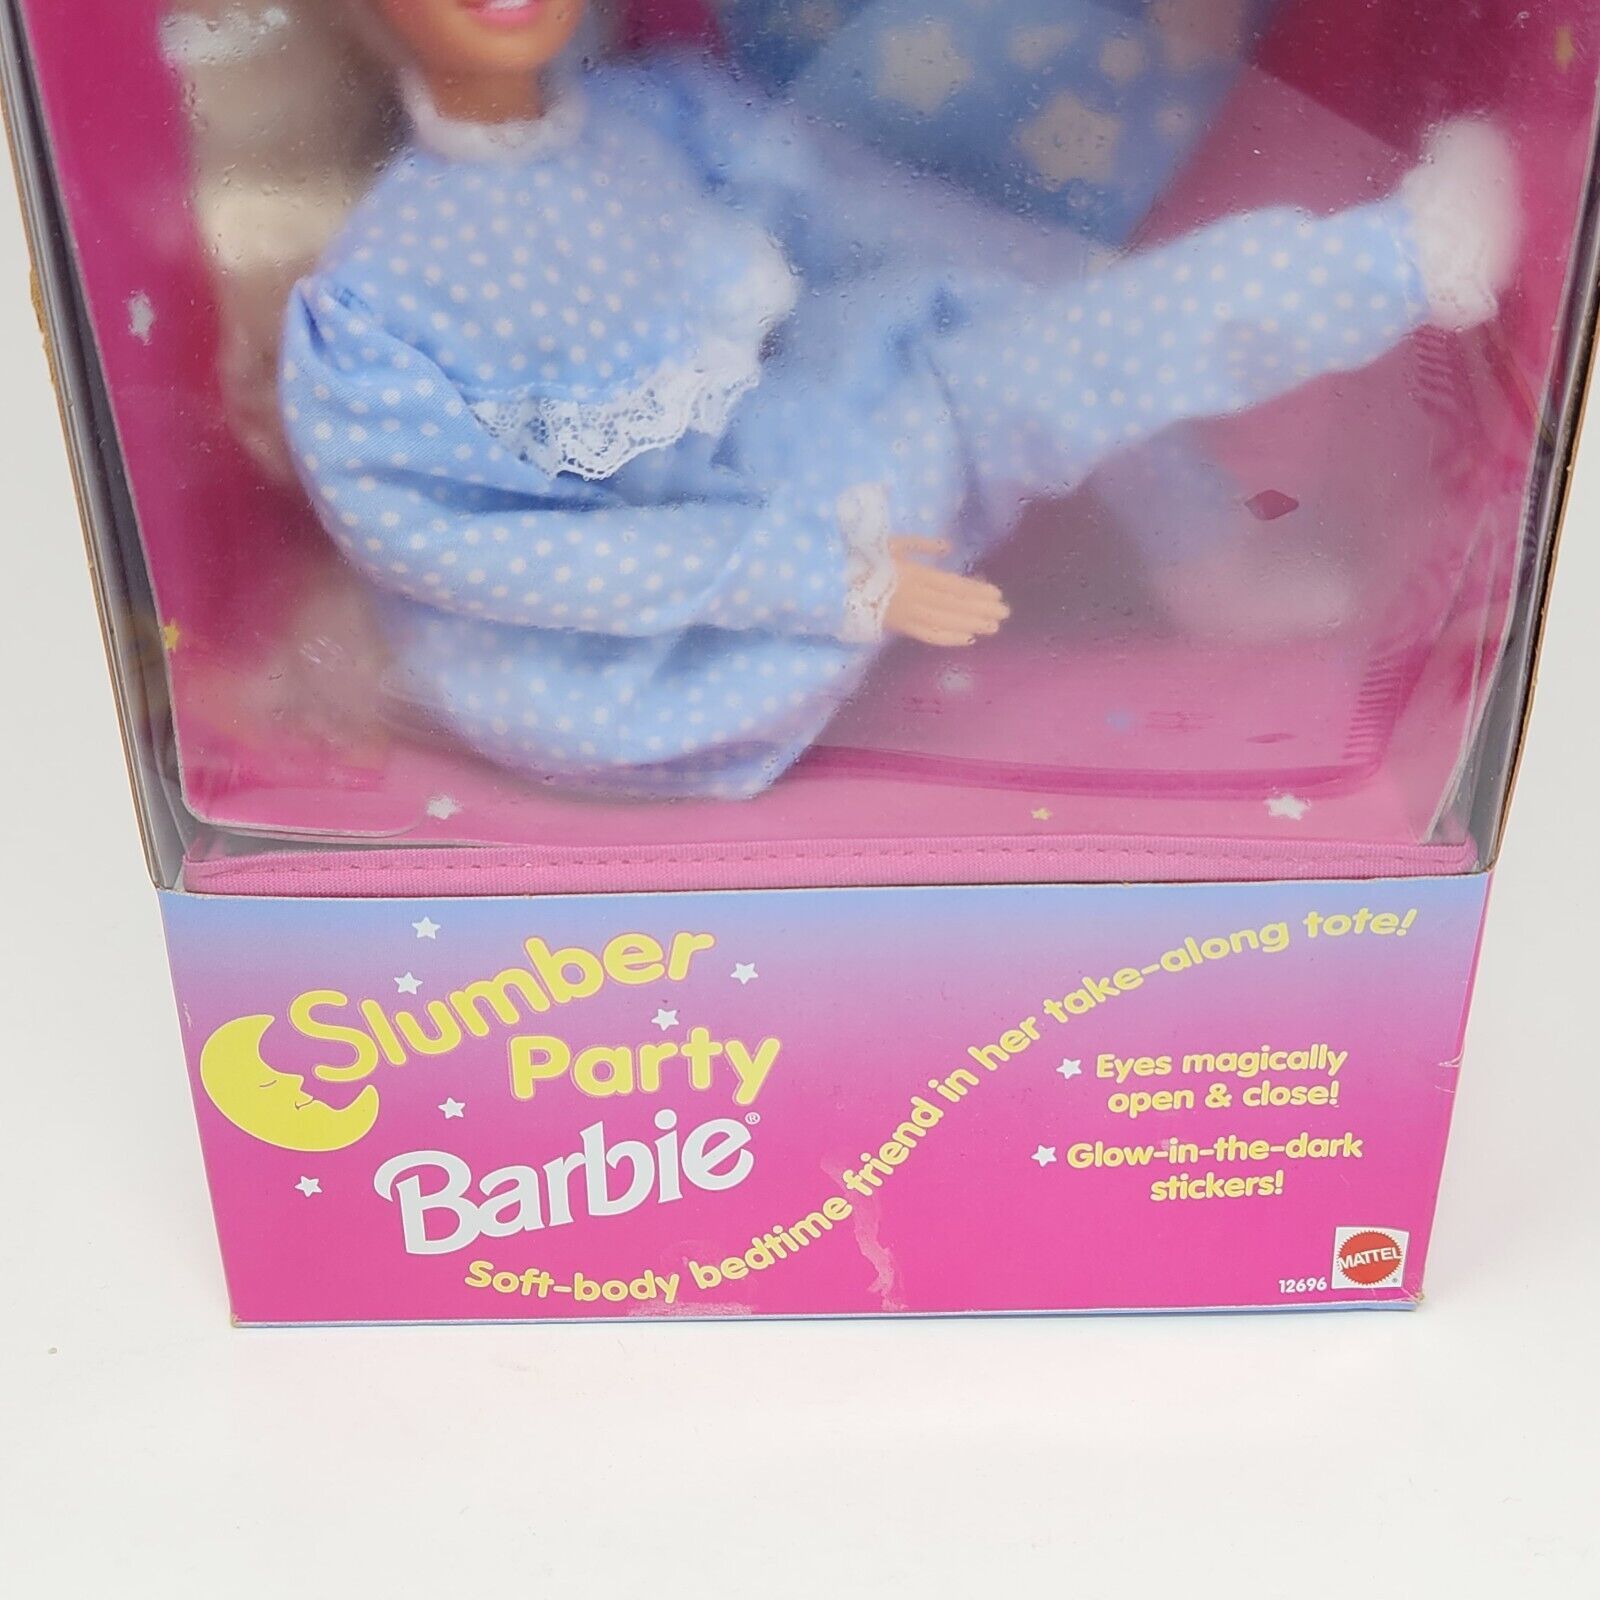 Slumber
Party
Barbie®
Soft-body bedtime friend in her take-along tote!
Eyes magically
open & close!
Glow-in-the-dark
stickers!
12696
MATTEL
®